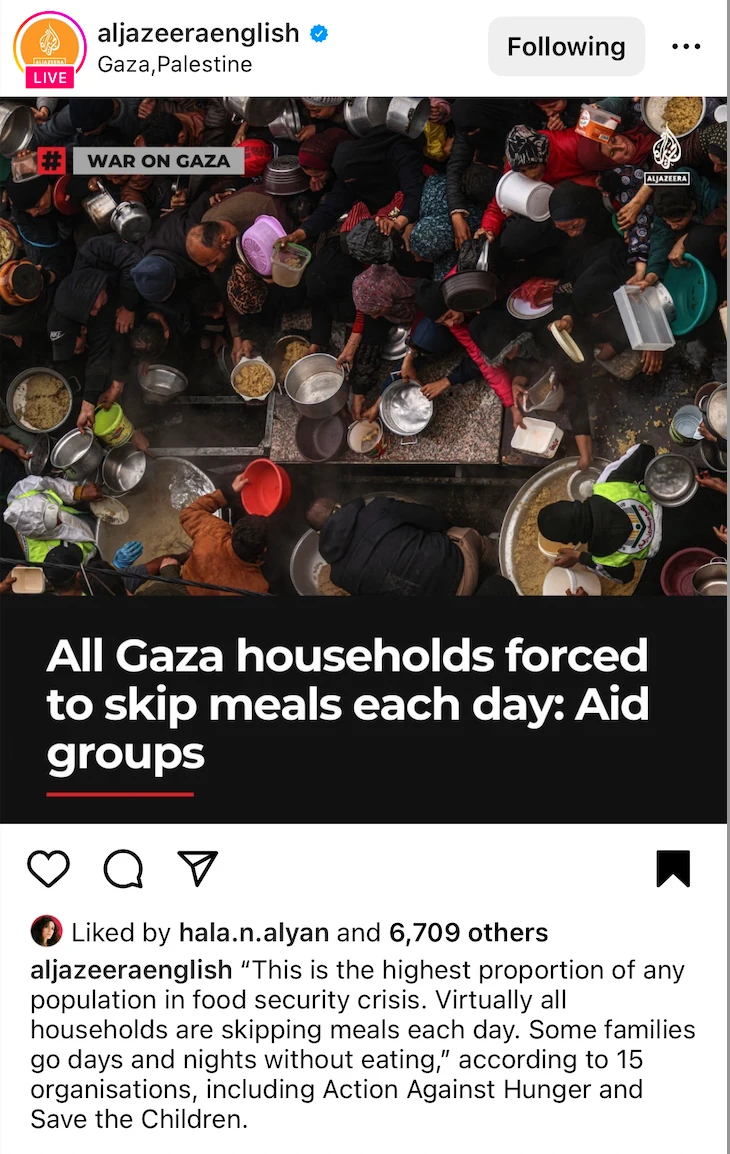 aljazeeraenglish
LIVE
Gaza,Palestine
Following
# WAR ON GAZA
ALJAZEERA
All Gaza households forced
to skip meals each day: Aid
groups
Liked by hala.n.alyan and 6,709 others
aljazeeraenglish “This is the highest proportion of any
population in food security crisis. Virtually all
households are skipping meals each day. Some families
go days and nights without eating,” according to 15
organisations, including Action Against Hunger and
Save the Children.